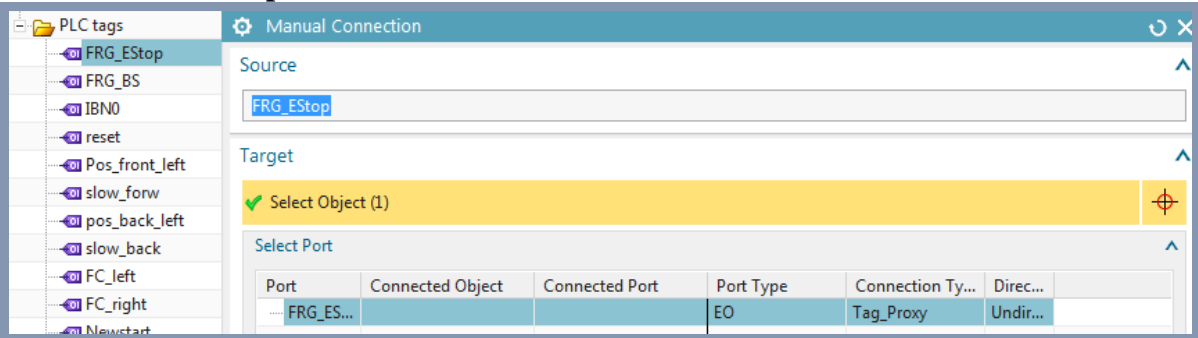 PLC tags
FRG_EStop
FRG_BS
IBN0
reset
Pos_front_left
slow_forw
pos_back_left
slow_back
FC_left
FC_right
Newstart
Manual Connection
Source
FRG_EStop
Target
Select Object (1)
Select Port
Port Connected Object Connected Port Port Type Connection Ty... Direc...
FRG_ES... EO Tag_Proxy Undir...